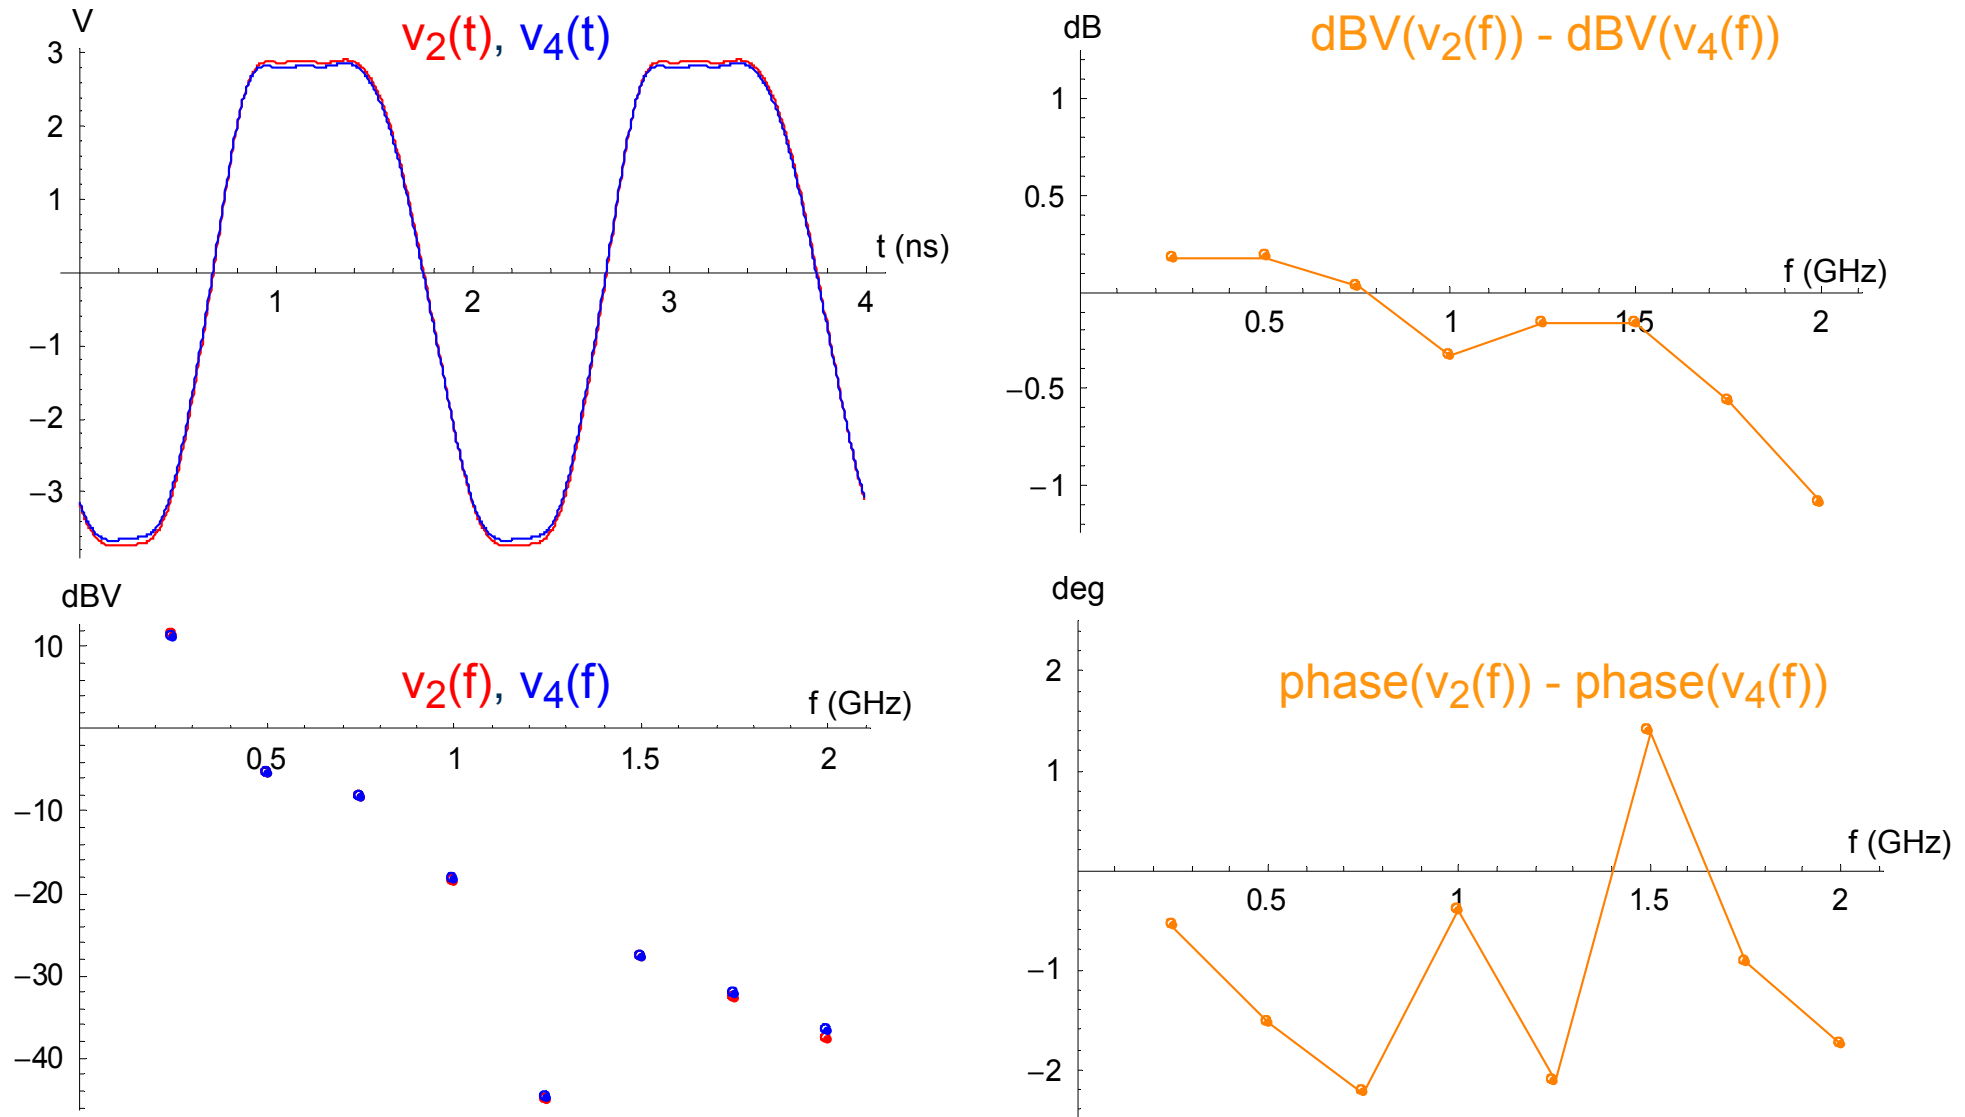 V
v2(t), v4(t)
3
2
1
t (ns)
1 2 3 4
−1
−2
−3
dB
dBV(v2(f)) - dBV(v4(f))
1
0.5
f (GHz)
0.5 1 1.5 2
−0.5
−1
dBV
10
v2(f), v4(f)
f (GHz)
0.5 1 1.5 2
−10
−20
−30
−40
deg
2
phase(v2(f)) - phase(v4(f))
1
f (GHz)
0.5 1 1.5 2
−1
−2